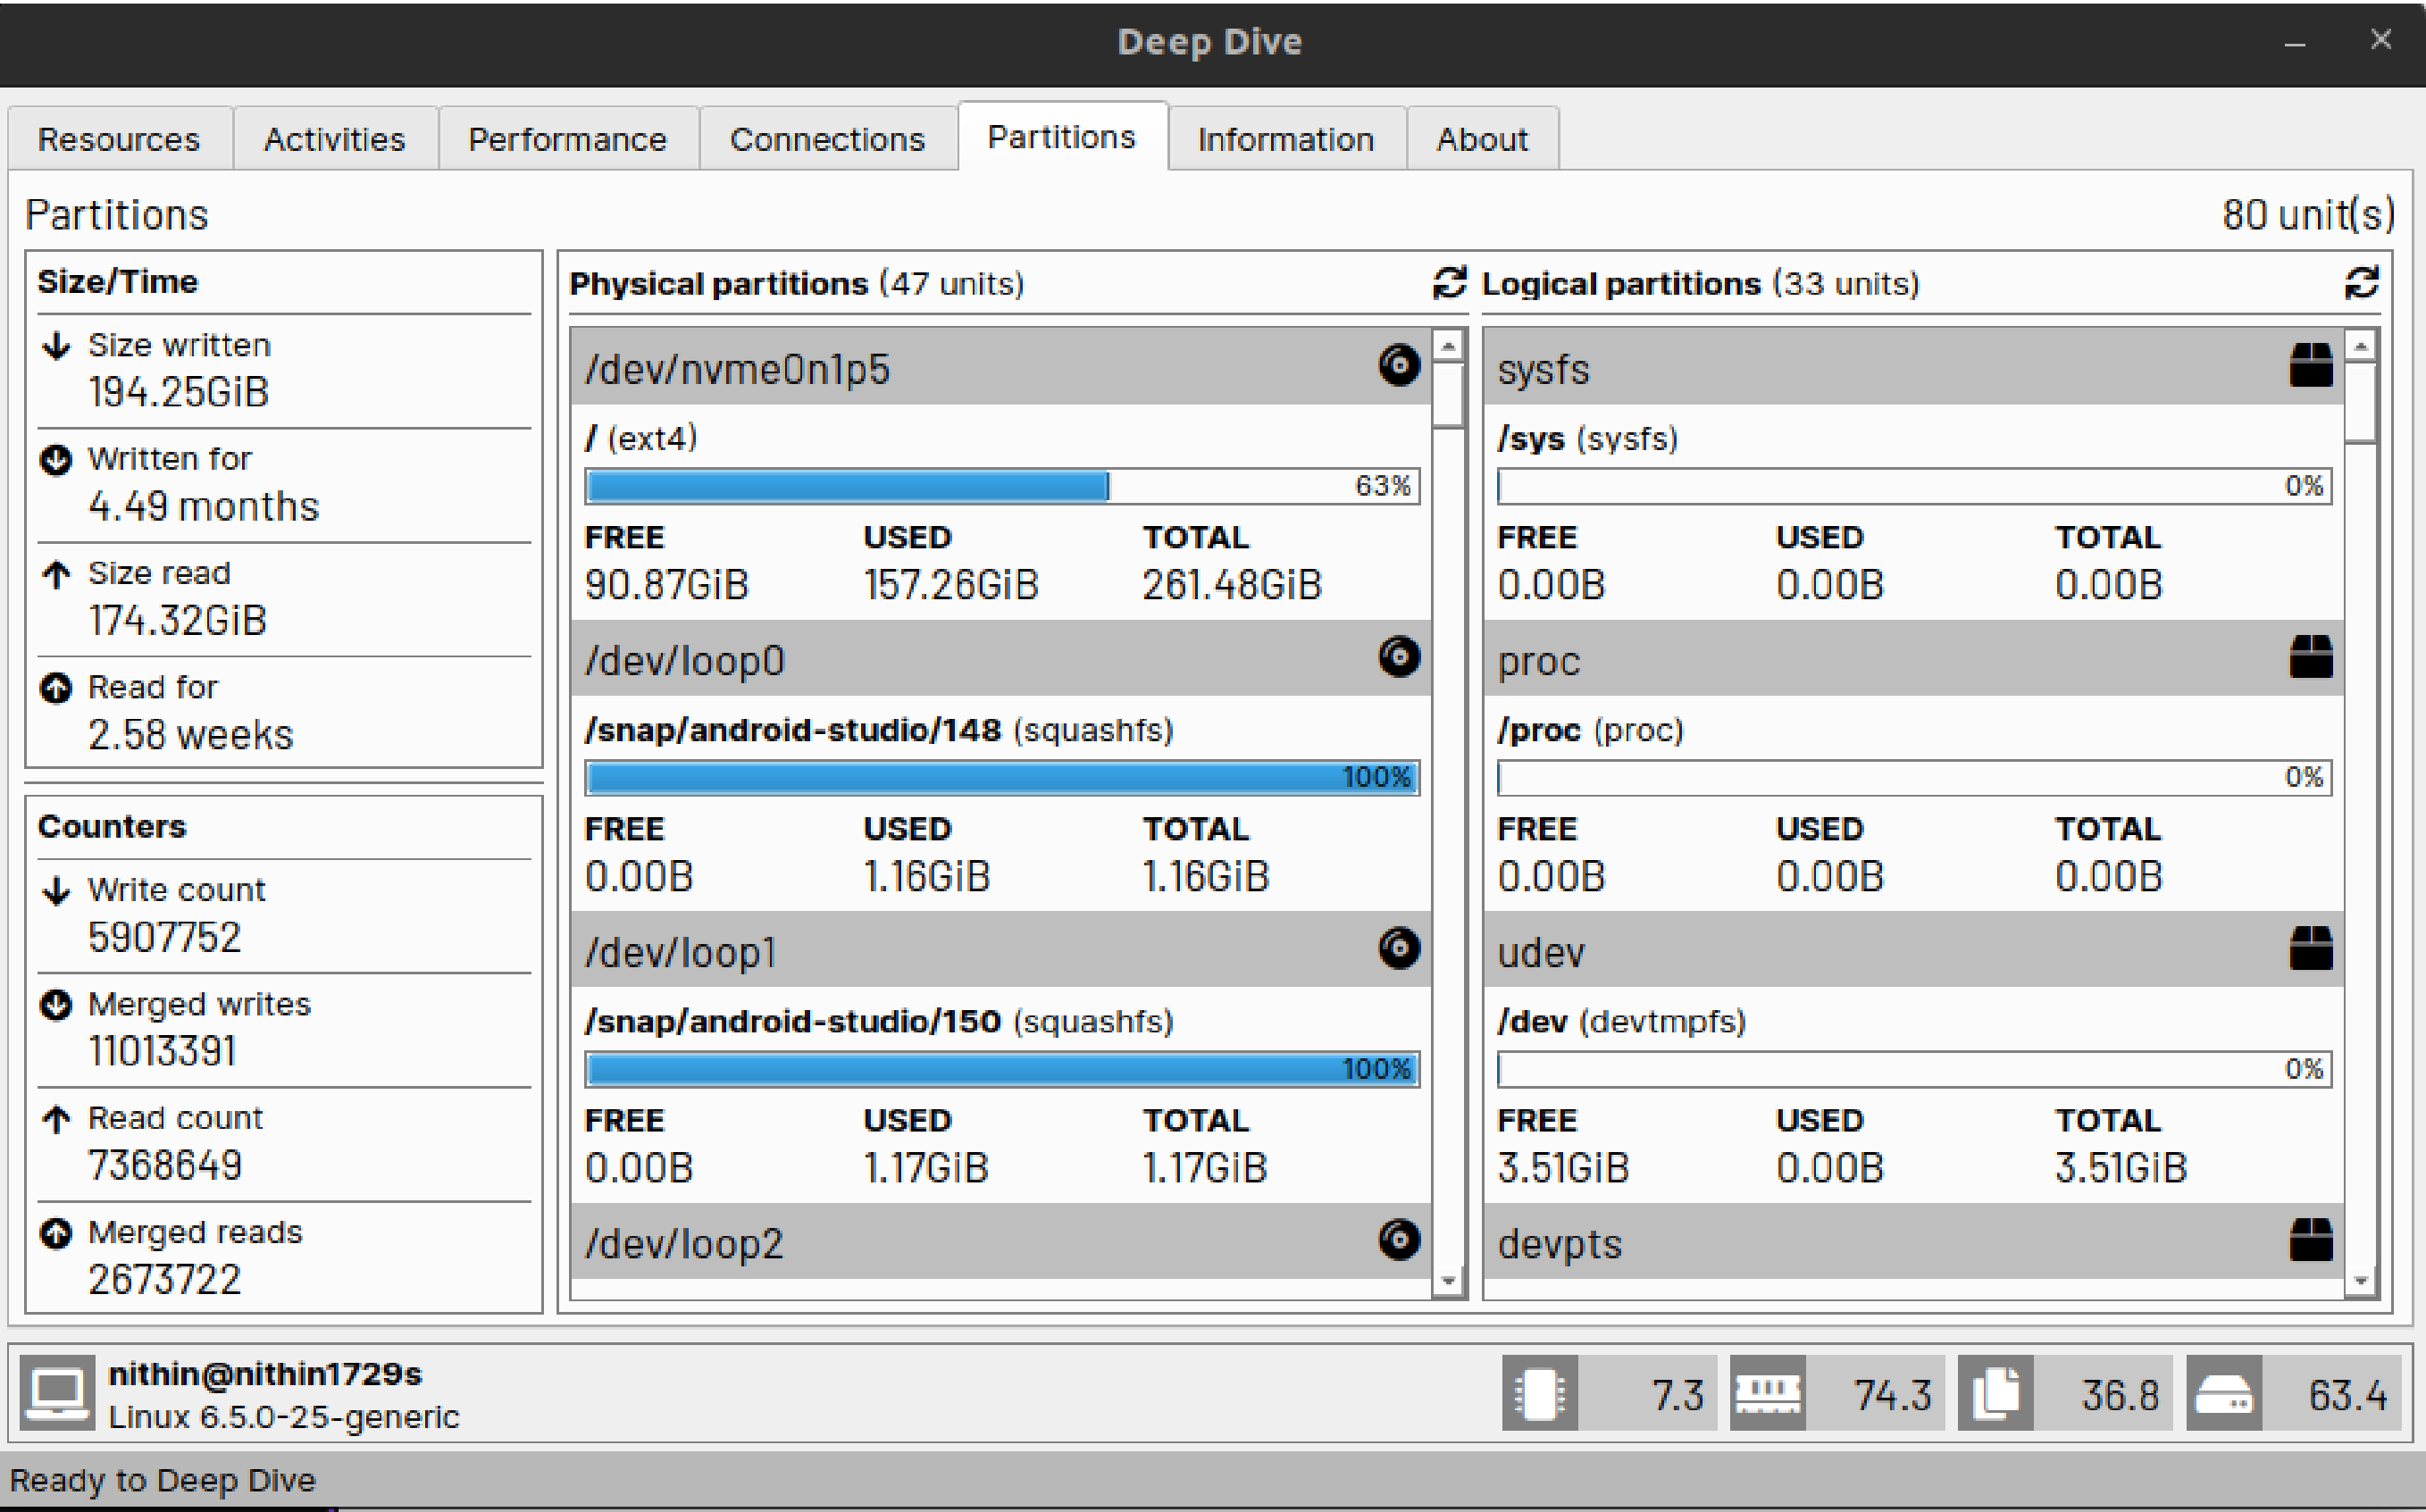 Deep Dive
Resources Activities Performance Connections Partitions Information About
Partitions
80 unit(s)
Size/Time
Size written
194.25GiB
Written for
4.49 months
Size read
174.32GiB
Read for
2.58 weeks
Counters
Write count
5907752
Merged writes
11013391
Read count
7368649
Merged reads
2673722
Physical partitions (47 units)
/dev/nvme0n1p5
/ (ext4)
63%
FREE USED TOTAL
90.87GiB 157.26GiB 261.48GiB
/dev/loop0
/snap/android-studio/148 (squashfs)
100%
FREE USED TOTAL
0.00B 1.16GiB 1.16GiB
/dev/loop1
/snap/android-studio/150 (squashfs)
100%
FREE USED TOTAL
0.00B 1.17GiB 1.17GiB
/dev/loop2
Logical partitions (33 units)
sysfs
/sys (sysfs)
0%
FREE USED TOTAL
0.00B 0.00B 0.00B
proc
/proc (proc)
0%
FREE USED TOTAL
0.00B 0.00B 0.00B
udev
/dev (devtmpfs)
0%
FREE USED TOTAL
3.51GiB 0.00B 3.51GiB
devpts
nithin@nithin1729s
Linux 6.5.0-25-generic
7.3 74.3 36.8 63.4
Ready to Deep Dive